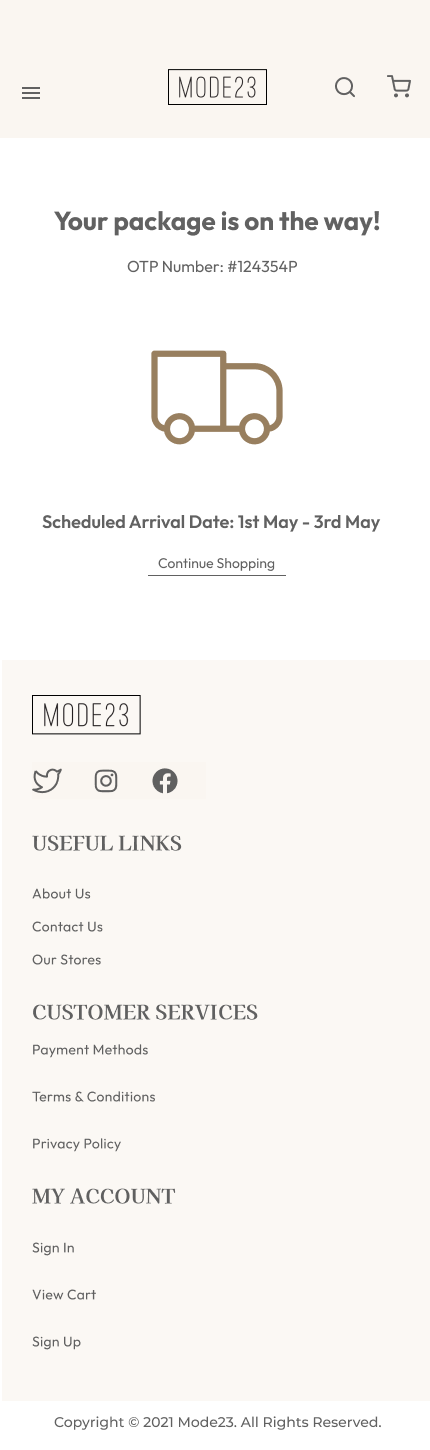 MODE23
Your package is on the way!
OTP Number: #124354P
Scheduled Arrival Date: 1st May - 3rd May
Continue Shopping
MODE23
USEFUL LINKS
About Us
Contact Us
Our Stores
CUSTOMER SERVICES
Payment Methods
Terms & Conditions
Privacy Policy
MY ACCOUNT
Sign In
View Cart
Sign Up
Copyright © 2021 Mode23. All Rights Reserved.